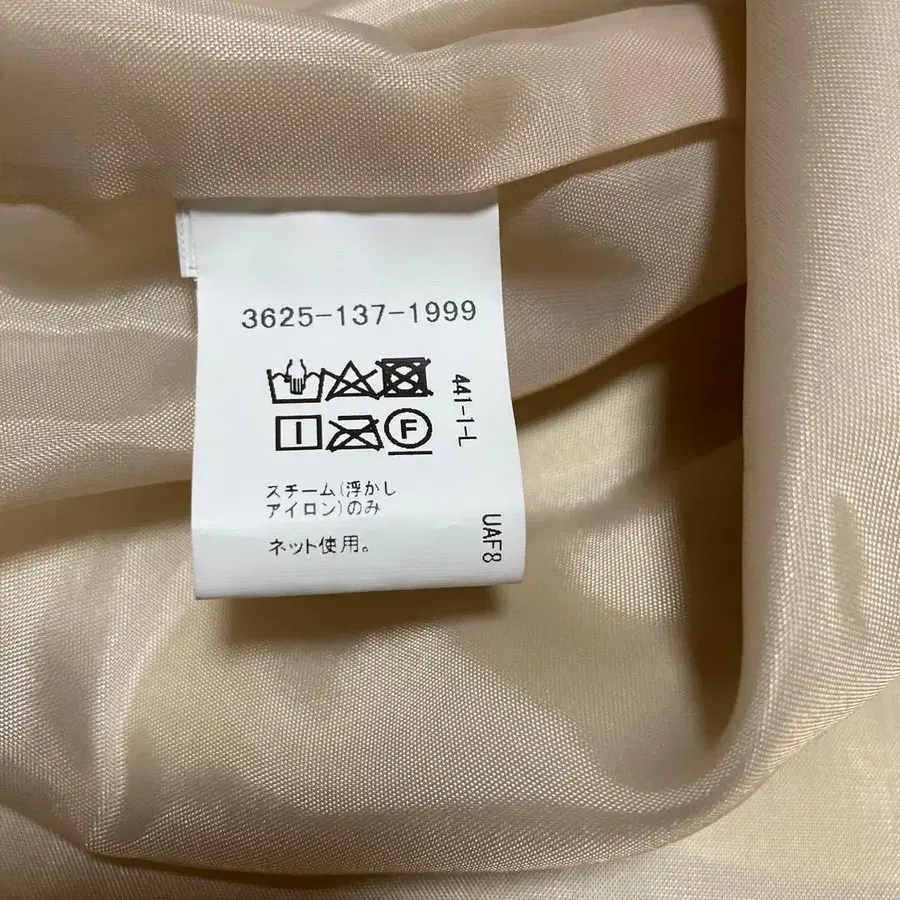 3625-137-1999
441-1-L
F
スチーム(浮かし
アイロン)のみ
ネット使用。
UAF8